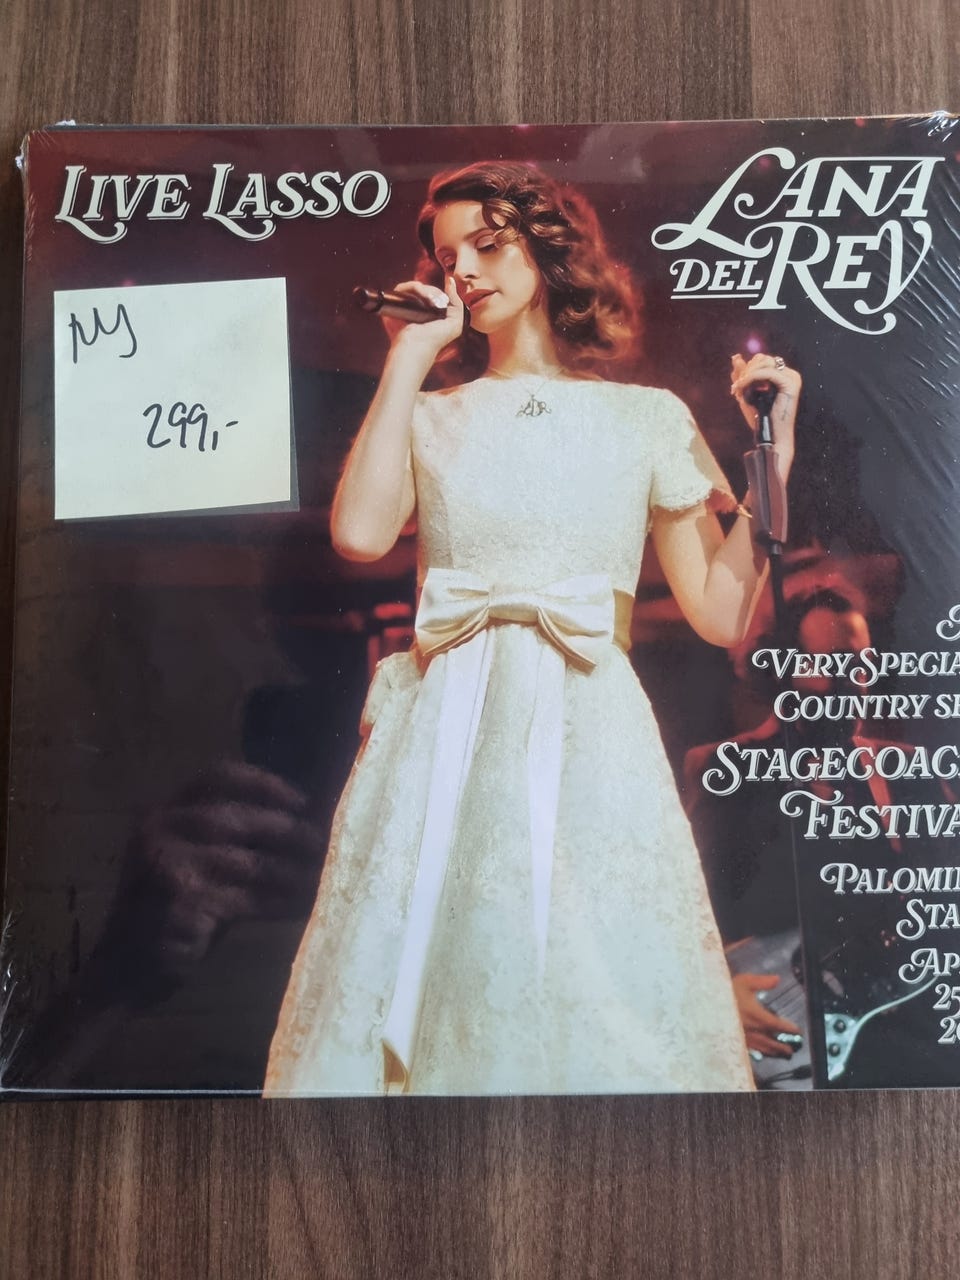 LIVE LASSO
LANA
DEL REY
Ny
299,-
A
VERY SPECIA
COUNTRY SE
STAGECOAC
FESTIVA
PALOMI
STA
AP
25
20